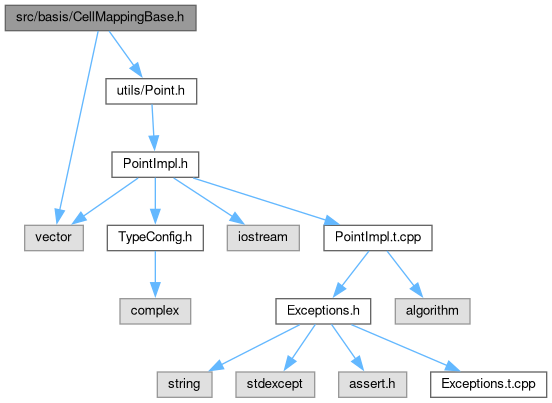 src/basis/CellMappingBase.h
utils/Point.h
PointImpl.h
vector
TypeConfig.h
iostream
PointImpl.t.cpp
complex
Exceptions.h
algorithm
string
stdexcept
assert.h
Exceptions.t.cpp